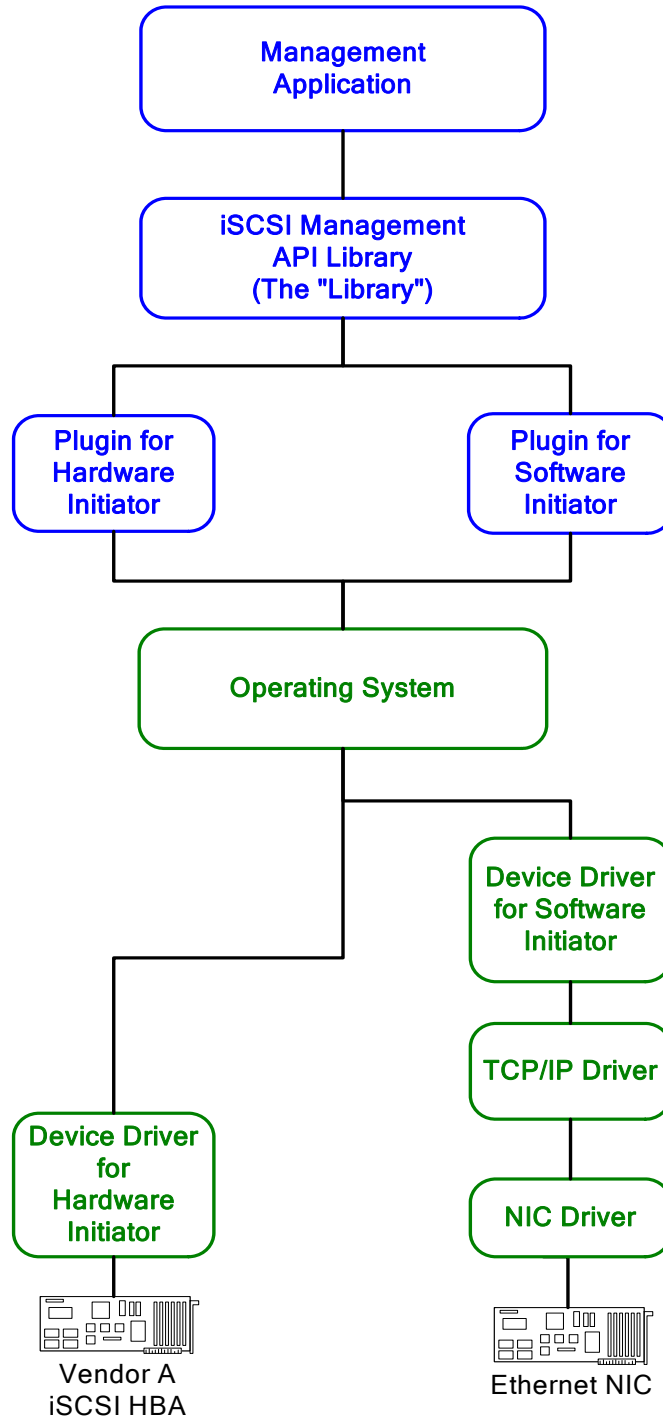 Management
Application
iSCSI Management
API Library
(The "Library")
Plugin for
Hardware
Initiator
Plugin for
Software
Initiator
Operating System
Device Driver
for Software
Initiator
TCP/IP Driver
Device Driver
for
Hardware
Initiator
NIC Driver
Vendor A
iSCSI HBA
Ethernet NIC